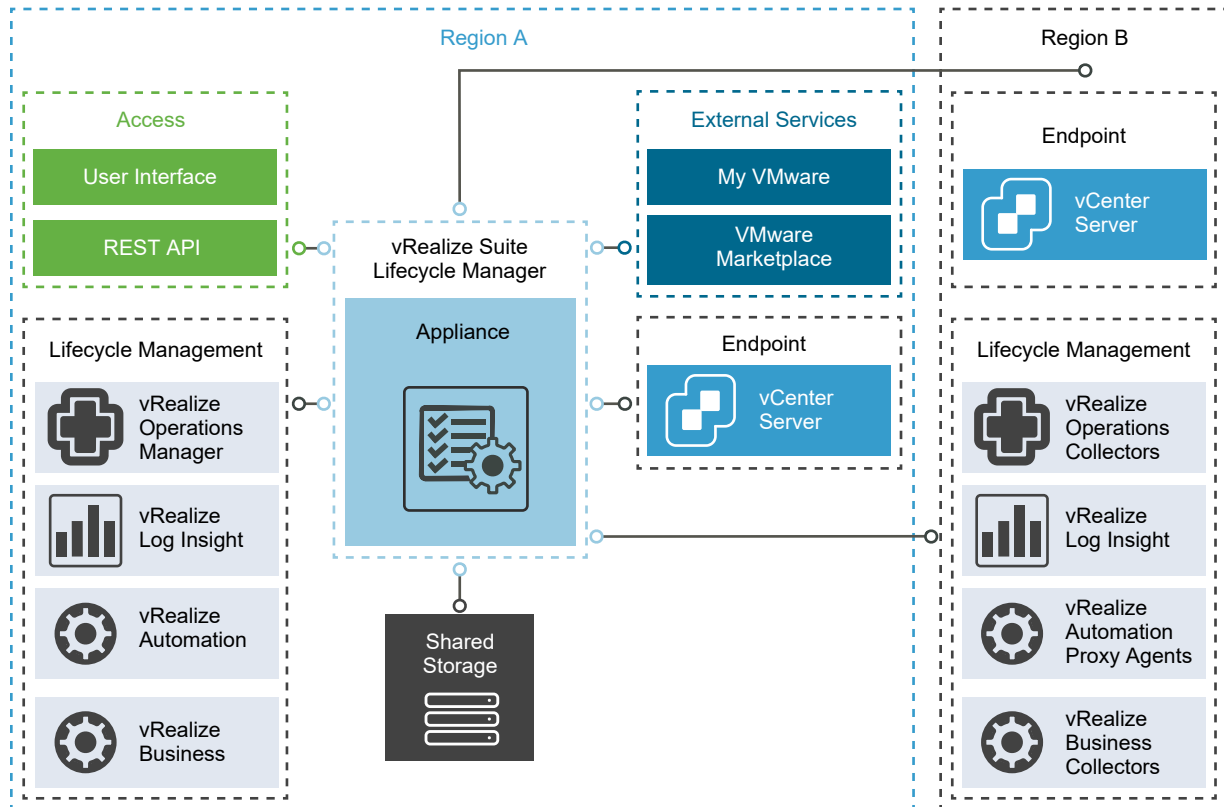 Region A
Access
User Interface
REST API
Lifecycle Management
vRealize
Operations
Manager
vRealize
Log Insight
vRealize
Automation
vRealize
Business
vRealize Suite
Lifecycle Manager
Appliance
Shared
Storage
External Services
My VMware
VMware
Marketplace
Endpoint
vCenter
Server
Region B
Endpoint
vCenter
Server
Lifecycle Management
vRealize
Operations
Collectors
vRealize
Log Insight
vRealize
Automation
Proxy Agents
vRealize
Business
Collectors